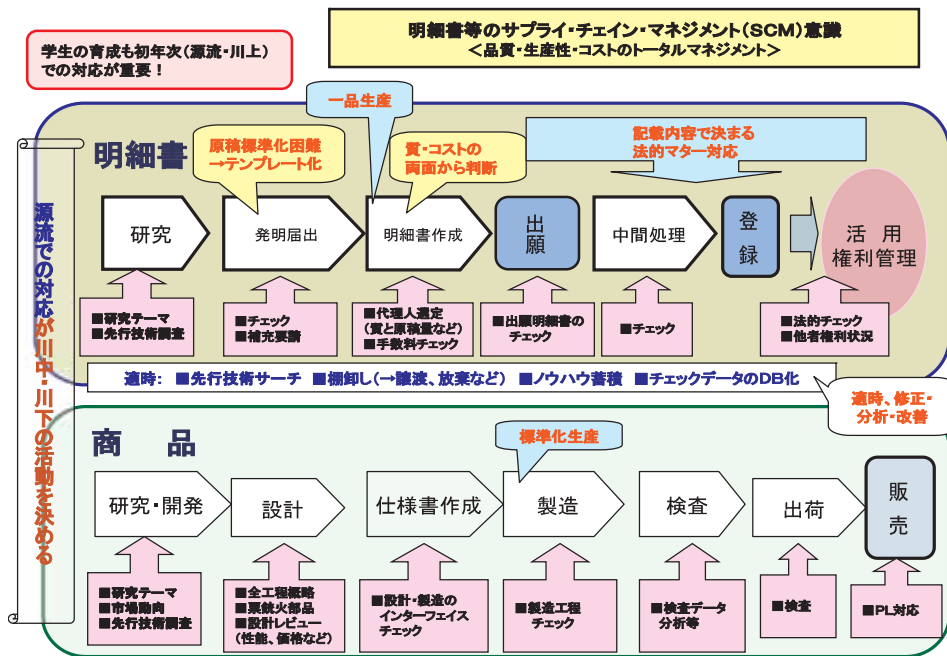 明細書等のサプライ・チェイン・マネジメント(SCM)意識
<品質・生産性・コストのトータルマネジメント>
学生の育成も初年次(源流・川上)
での対応が重要!
源流での対応が川中・川下の活動を決める
明細書
原稿標準化困難
→テンプレート化
一品生産
質・コストの
両面から判断
記載内容で決まる
法的マター対応
研究
発明届出
明細書作成
出願
中間処理
登録
活 用
権利管理
■研究テーマ
■先行技術調査
■チェック
■補充要請
■代理人選定
(質と原稿量など)
■手数料チェック
■出願明細書の
チェック
■チェック
■法的チェック
■他者権利状況
適時: ■先行技術サーチ ■棚卸し(→譲渡、放棄など) ■ノウハウ蓄積 ■チェックデータのDB化
適時、修正・
分析・改善
商 品
標準化生産
研究・開発
設計
仕様書作成
製造
検査
出荷
販売
■研究テーマ
■市場動向
■先行技術調査
■全工程概略
■票銃火部品
■設計レビュー
(性能、価格など)
■設計・製造の
インターフェイス
チェック
■製造工程
チェック
■検査データ
分析等
■検査
■PL対応